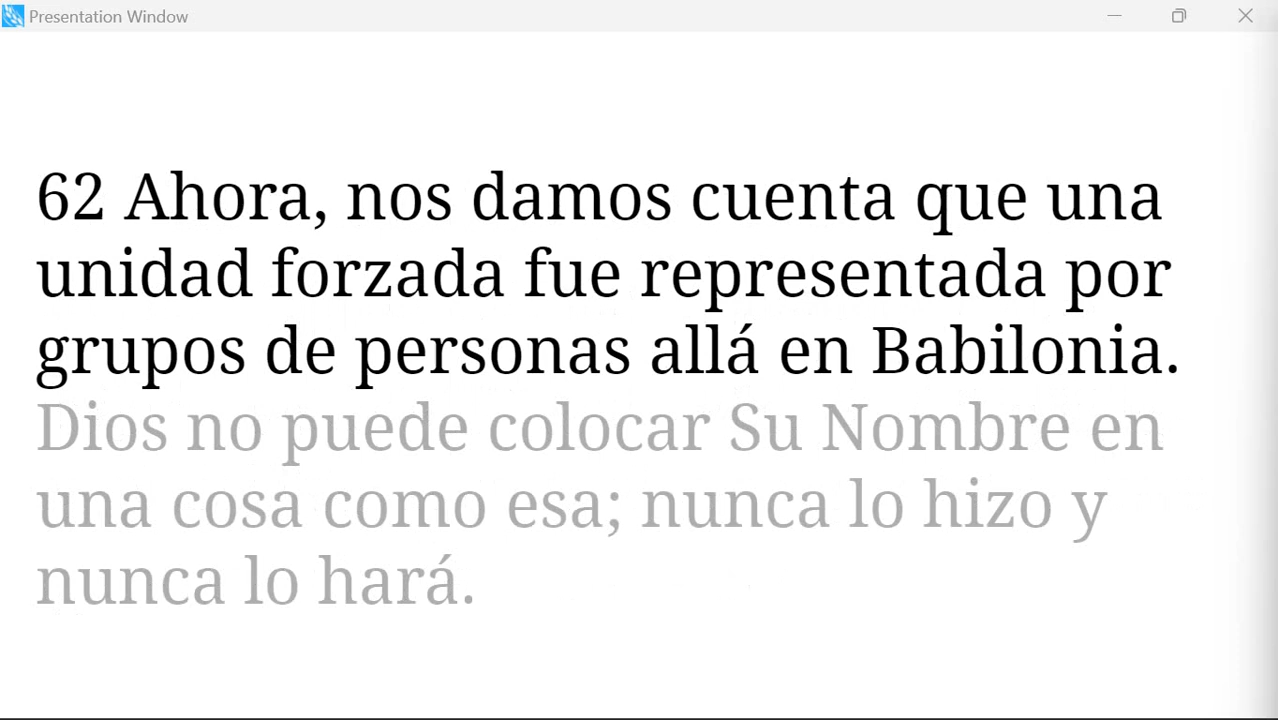 Presentation Window
62 Ahora, nos damos cuenta que una
unidad forzada fue representada por
grupos de personas allá en Babilonia.
Dios no puede colocar Su Nombre en
una cosa como esa; nunca lo hizo y
nunca lo hará.